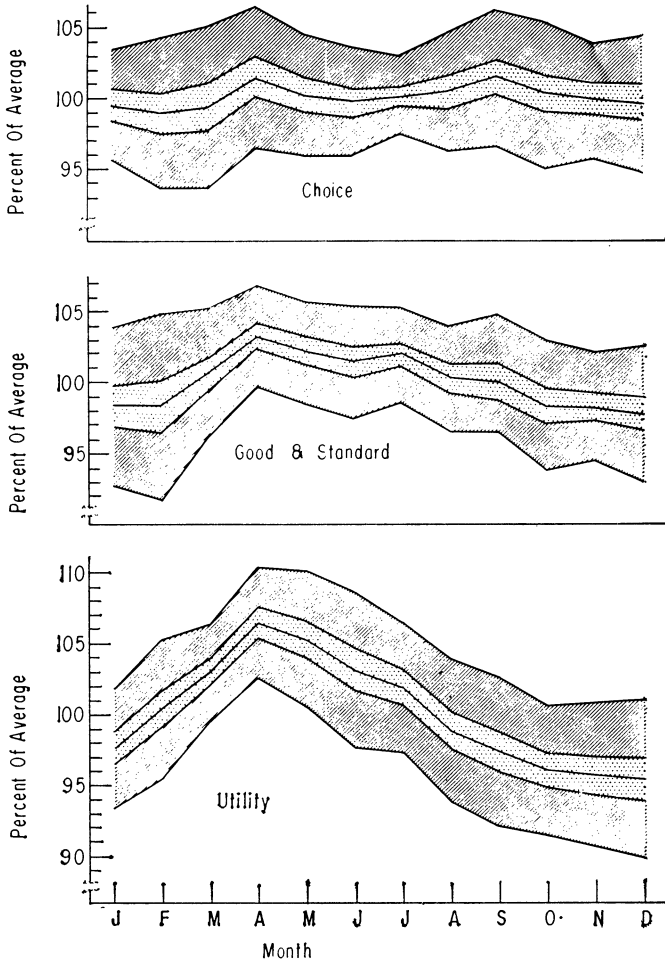 Percent Of Average
105
100
95
Choice
Percent Of Average
105
100
95
Good & Standard
Percent Of Average
110
105
100
95
90
Utility
J F M A M J J A S O N D
Month